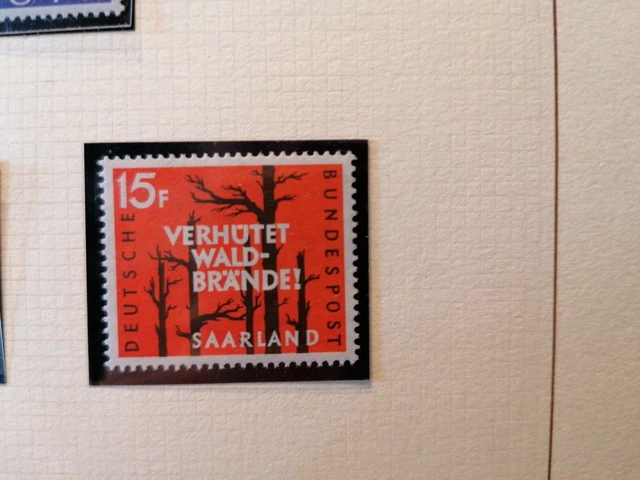 15F
DEUTSCHE
BUNDESPOST
VERHÜTET
WALD-
BRÄNDE!
SAARLAND